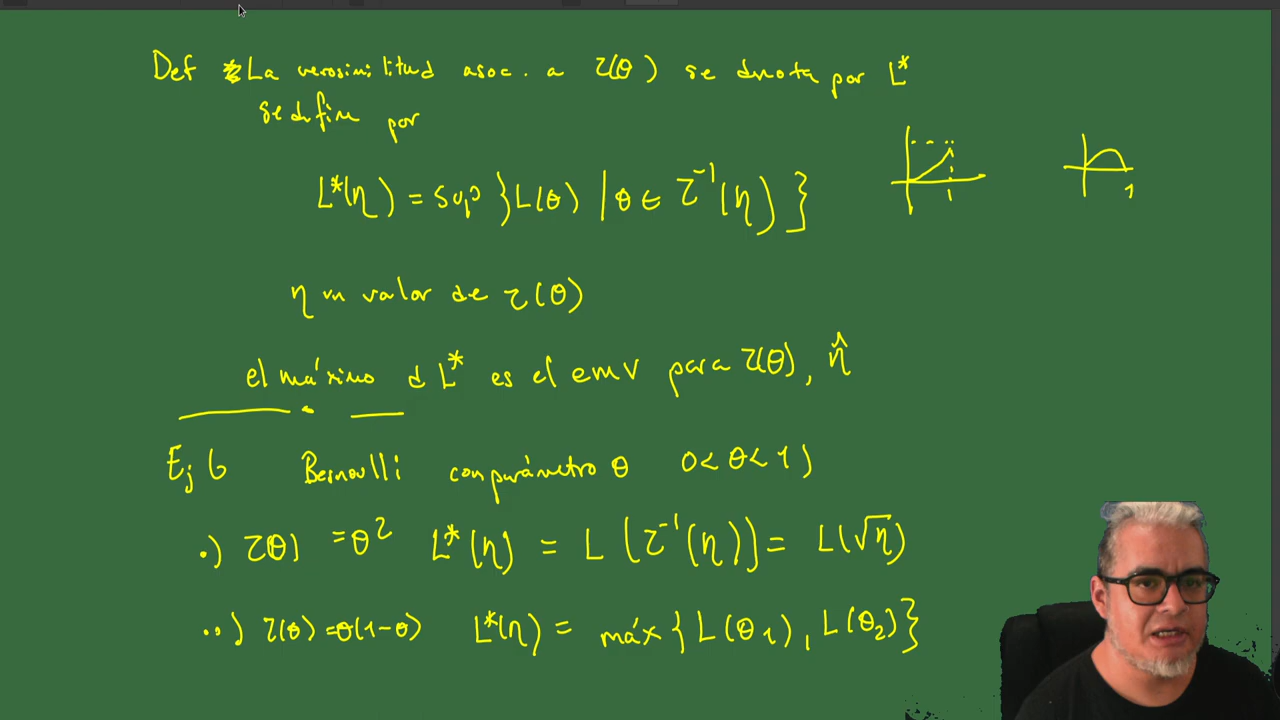 Def La verosimilitud asoc. a τ(θ) se denota por L*
se define por
L*(η) = sup {L(θ) | θ ∈ τ⁻¹(η)}
1
η un valor de τ(θ)
el máximo d L* es el emv para τ(θ), η̂
Ej 6 Bernoulli con parámetro θ 0 < θ < 1)
•) τ(θ) = θ² L*(η) = L(τ⁻¹(η)) = L(√η)
••) τ(θ) = θ(1-θ) L*(η) = máx {L(θ1), L(θ2)}